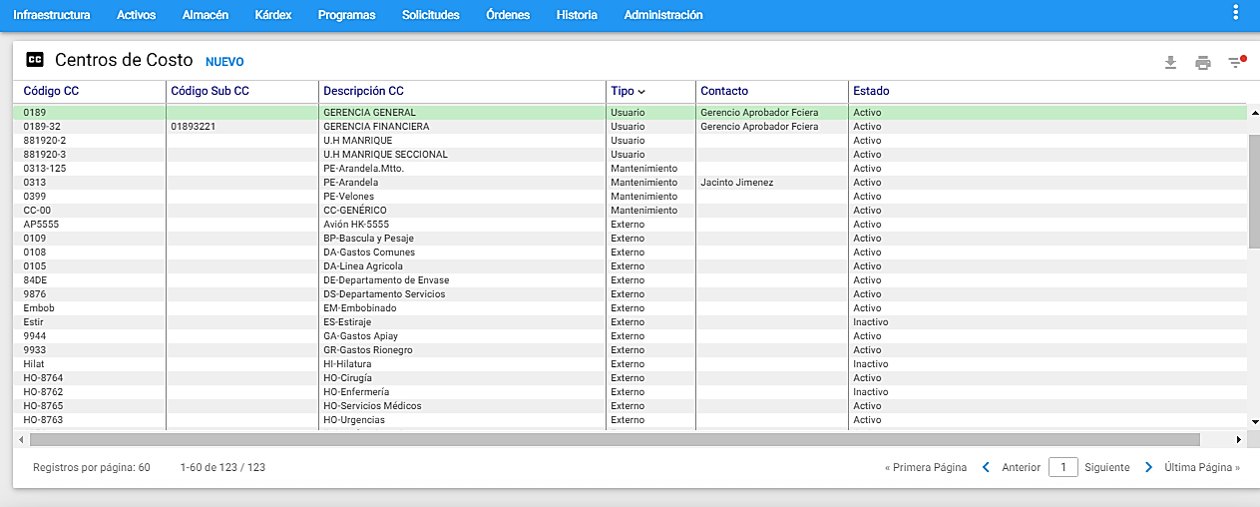 Infraestructura Activos Almacén Kárdex Programas Solicitudes Órdenes Historia Administración
CC Centros de Costo NUEVO
Código CC Código Sub CC Descripción CC Tipo Contacto Estado
0189 GERENCIA GENERAL Usuario Gerencio Aprobador Fciera Activo
0189-32 01893221 GERENCIA FINANCIERA Usuario Gerencio Aprobador Fciera Activo
881920-2 U.H MANRIQUE Usuario Activo
881920-3 U.H MANRIQUE SECCIONAL Usuario Activo
0313-125 PE-Arandela.Mtto. Mantenimiento Activo
0313 PE-Arandela Mantenimiento Jacinto Jimenez Activo
0399 PE-Velones Mantenimiento Activo
CC-00 CC-GENÉRICO Mantenimiento Activo
AP5555 Avión HK-5555 Externo Activo
0109 BP-Bascula y Pesaje Externo Activo
0108 DA-Gastos Comunes Externo Activo
0105 DA-Linea Agricola Externo Activo
84DE DE-Departamento de Envase Externo Activo
9876 DS-Departamento Servicios Externo Activo
Embob EM-Embobinado Externo Activo
Estir ES-Estiraje Externo Inactivo
9944 GA-Gastos Apiay Externo Activo
9933 GR-Gastos Rionegro Externo Activo
Hilat HI-Hilatura Externo Inactivo
HO-8764 HO-Cirugía Externo Activo
HO-8762 HO-Enfermería Externo Inactivo
HO-8765 HO-Servicios Médicos Externo Activo
HO-8763 HO-Urgencias Externo Activo
Registros por página: 60 1-60 de 123 / 123 « Primera Página Anterior 1 Siguiente Última Página »